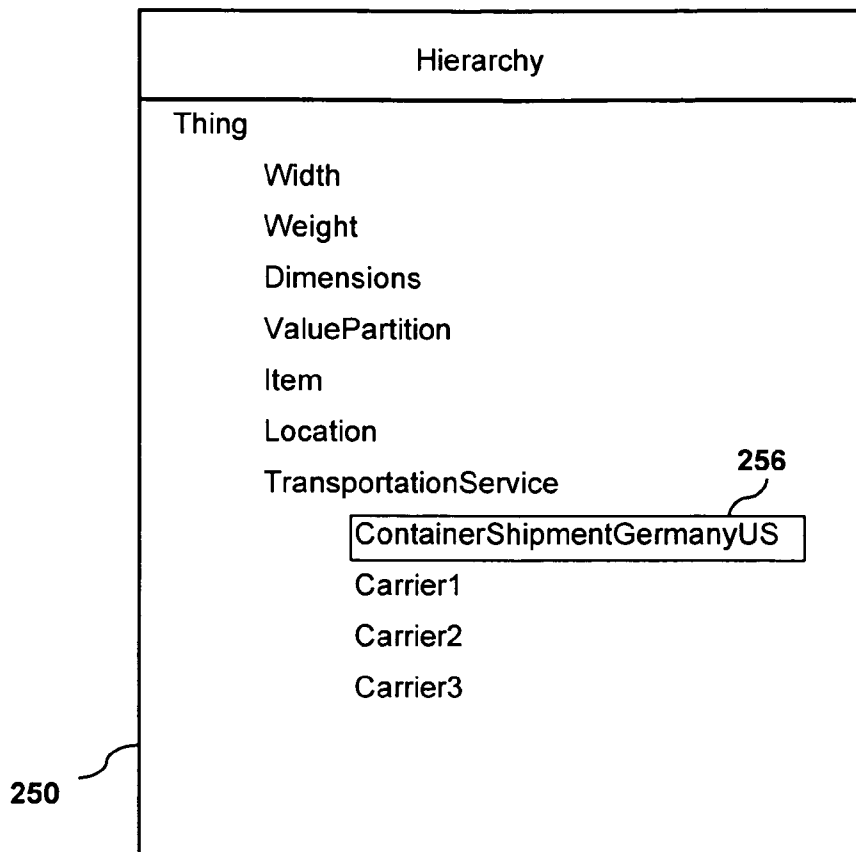 Hierarchy
Thing
Width
Weight
Dimensions
ValuePartition
Item
Location
256
TransportationService
ContainerShipmentGermanyUS
Carrier1
Carrier2
Carrier3
250